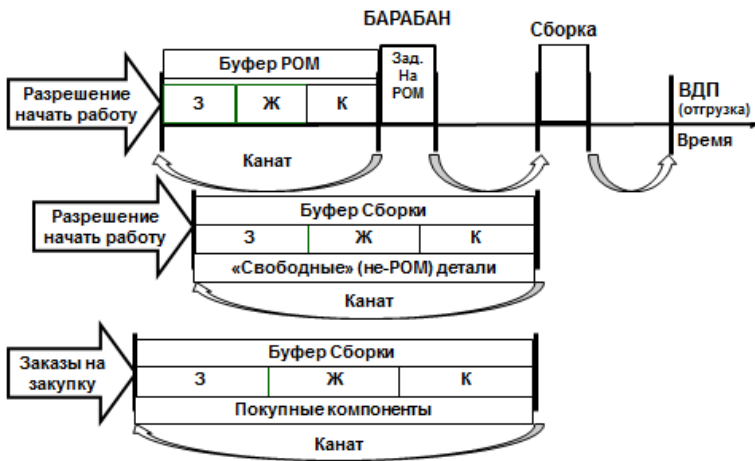 БАРАБАН
Сборка
Буфер РОМ
Зад.
На
РОМ
Разрешение
начать работу
З Ж К
ВДП
(отгрузка)
Время
Канат
Разрешение
начать работу
Буфер Сборки
З Ж К
«Свободные» (не-РОМ) детали
Канат
Заказы на
закупку
Буфер Сборки
З Ж К
Покупные компоненты
Канат